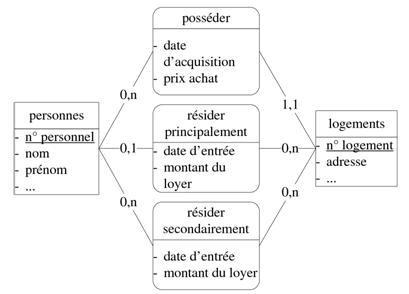 posséder
- date
d'acquisition
- prix achat
0,n
1,1
personnes
- n° personnel
- nom
- prénom
- ...
0,1
résider
principalement
- date d'entrée
- montant du
loyer
0,n
logements
- n° logement
- adresse
- ...
0,n
0,n
résider
secondairement
- date d'entrée
- montant du loyer